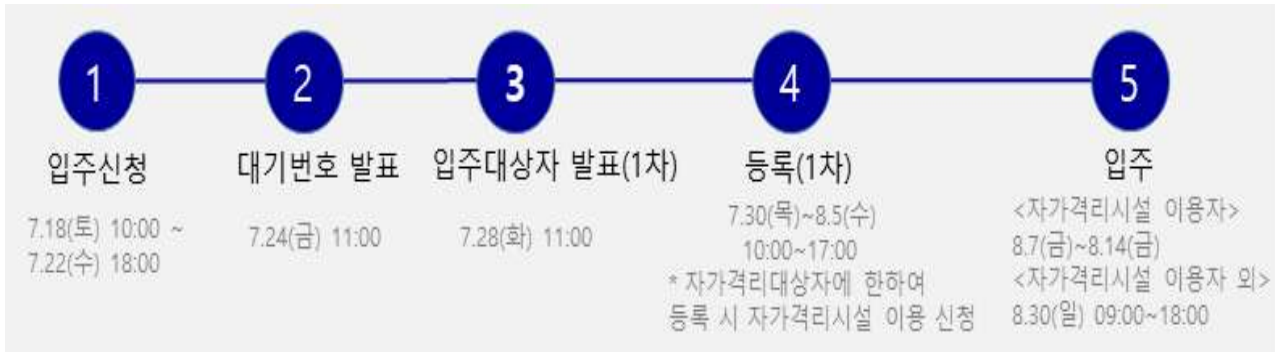 1
2
3
4
5
입주신청
대기번호 발표
입주대상자 발표(1차)
등록(1차)
입주
7.18(토) 10:00 ~
7.22(수) 18:00
7.24(금) 11:00
7.28(화) 11:00
7.30(목)~8.5(수)
10:00~17:00
* 자가격리대상자에 한하여
등록 시 자가격리시설 이용 신청
<자가격리시설 이용자>
8.7(금)~8.14(금)
<자가격리시설 이용자 외>
8.30(일) 09:00~18:00